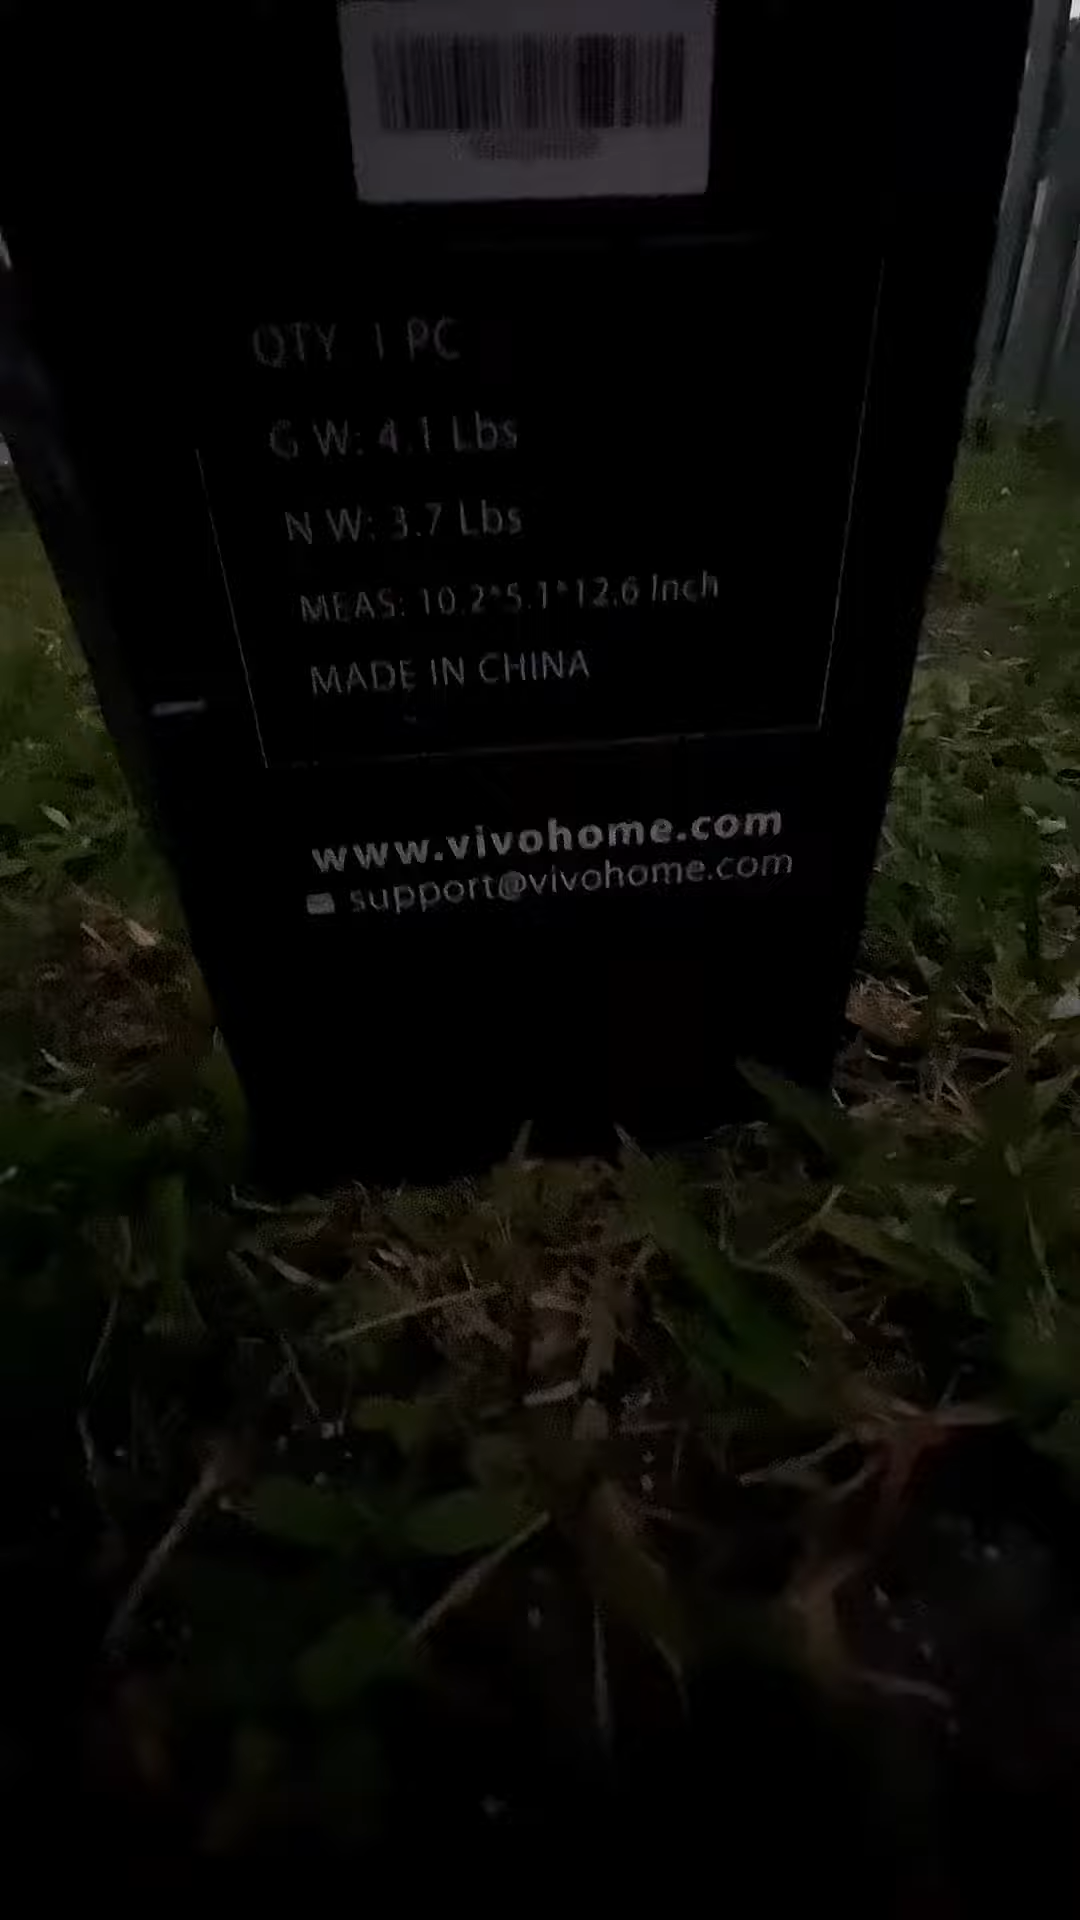 QTY: 1 PC
G.W.: 4.1 Lbs
N.W.: 3.7 Lbs
MEAS: 10.2*5.1*12.6 Inch
MADE IN CHINA
www.vivohome.com
support@vivohome.com